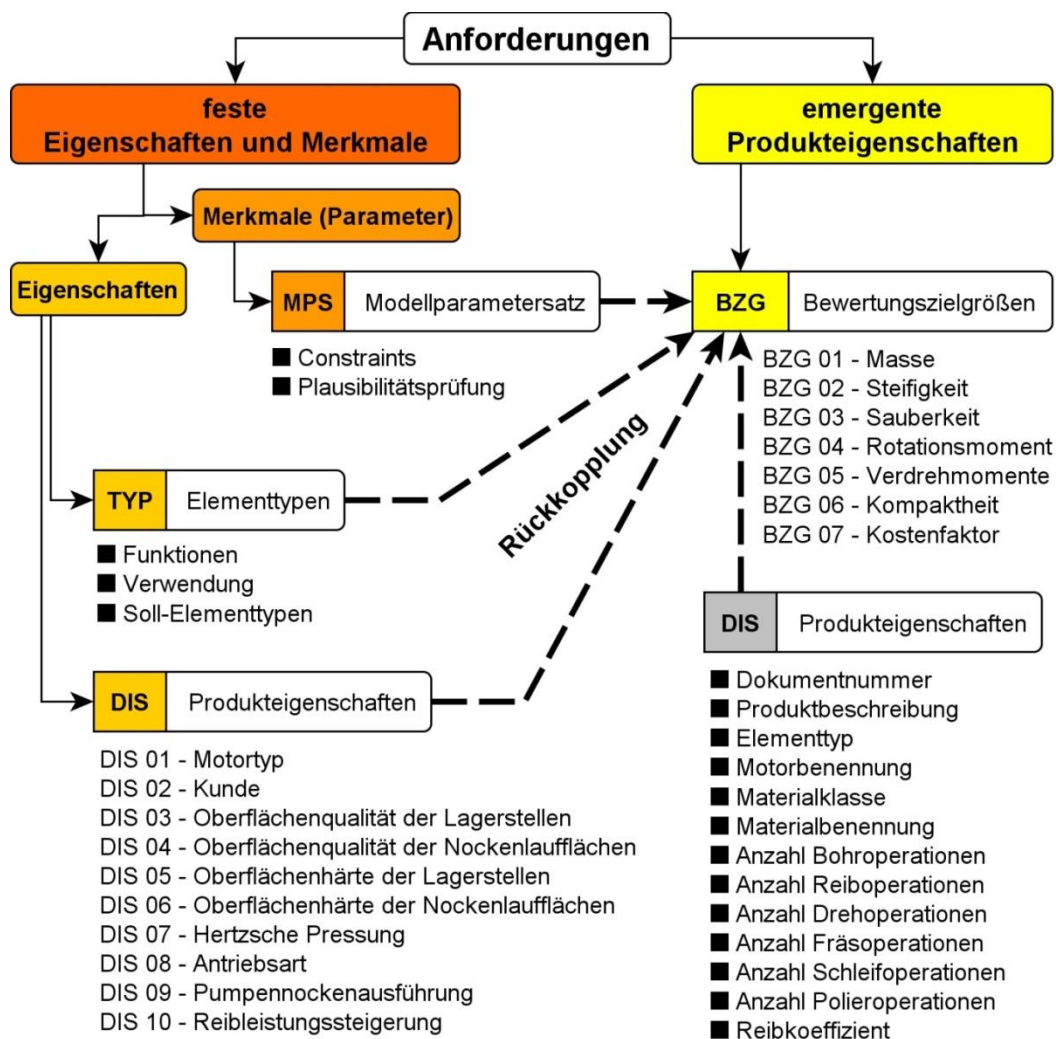 Anforderungen
feste
Eigenschaften und Merkmale
emergente
Produkteigenschaften
Merkmale (Parameter)
Eigenschaften
MPS Modellparametersatz
■ Constraints
■ Plausibilitätsprüfung
BZG Bewertungszielgrößen
BZG 01 - Masse
BZG 02 - Steifigkeit
BZG 03 - Sauberkeit
BZG 04 - Rotationsmoment
BZG 05 - Verdrehmomente
BZG 06 - Kompaktheit
BZG 07 - Kostenfaktor
Rückkopplung
TYP Elementtypen
■ Funktionen
■ Verwendung
■ Soll-Elementtypen
DIS Produkteigenschaften
DIS 01 - Motortyp
DIS 02 - Kunde
DIS 03 - Oberflächenqualität der Lagerstellen
DIS 04 - Oberflächenqualität der Nockenlaufflächen
DIS 05 - Oberflächenhärte der Lagerstellen
DIS 06 - Oberflächenhärte der Nockenlaufflächen
DIS 07 - Hertzsche Pressung
DIS 08 - Antriebsart
DIS 09 - Pumpennockenausführung
DIS 10 - Reibleistungssteigerung
DIS Produkteigenschaften
■ Dokumentnummer
■ Produktbeschreibung
■ Elementtyp
■ Motorbenennung
■ Materialklasse
■ Materialbenennung
■ Anzahl Bohroperationen
■ Anzahl Reiboperationen
■ Anzahl Drehoperationen
■ Anzahl Fräsoperationen
■ Anzahl Schleifoperationen
■ Anzahl Polieroperationen
■ Reibkoeffizient